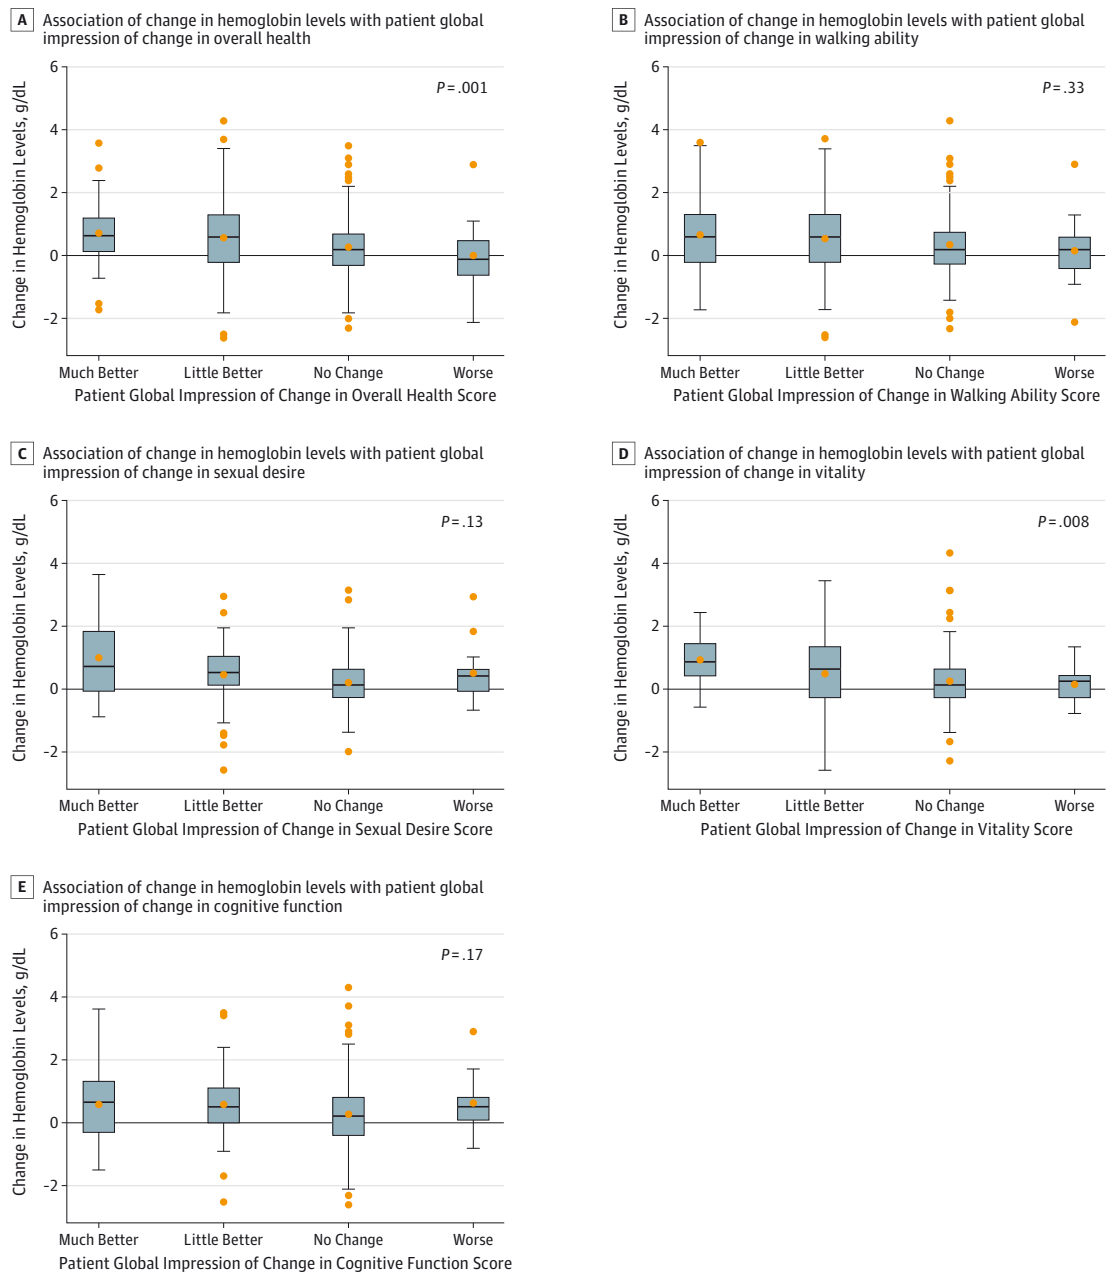 A Association of change in hemoglobin levels with patient global
impression of change in overall health
Change in Hemoglobin Levels, g/dL
6
4
2
0
-2
P = .001
Much Better Little Better No Change Worse
Patient Global Impression of Change in Overall Health Score
B Association of change in hemoglobin levels with patient global
impression of change in walking ability
Change in Hemoglobin Levels, g/dL
6
4
2
0
-2
P = .33
Much Better Little Better No Change Worse
Patient Global Impression of Change in Walking Ability Score
C Association of change in hemoglobin levels with patient global
impression of change in sexual desire
Change in Hemoglobin Levels, g/dL
6
4
2
0
-2
P = .13
Much Better Little Better No Change Worse
Patient Global Impression of Change in Sexual Desire Score
D Association of change in hemoglobin levels with patient global
impression of change in vitality
Change in Hemoglobin Levels, g/dL
6
4
2
0
-2
P = .008
Much Better Little Better No Change Worse
Patient Global Impression of Change in Vitality Score
E Association of change in hemoglobin levels with patient global
impression of change in cognitive function
Change in Hemoglobin Levels, g/dL
6
4
2
0
-2
P = .17
Much Better Little Better No Change Worse
Patient Global Impression of Change in Cognitive Function Score